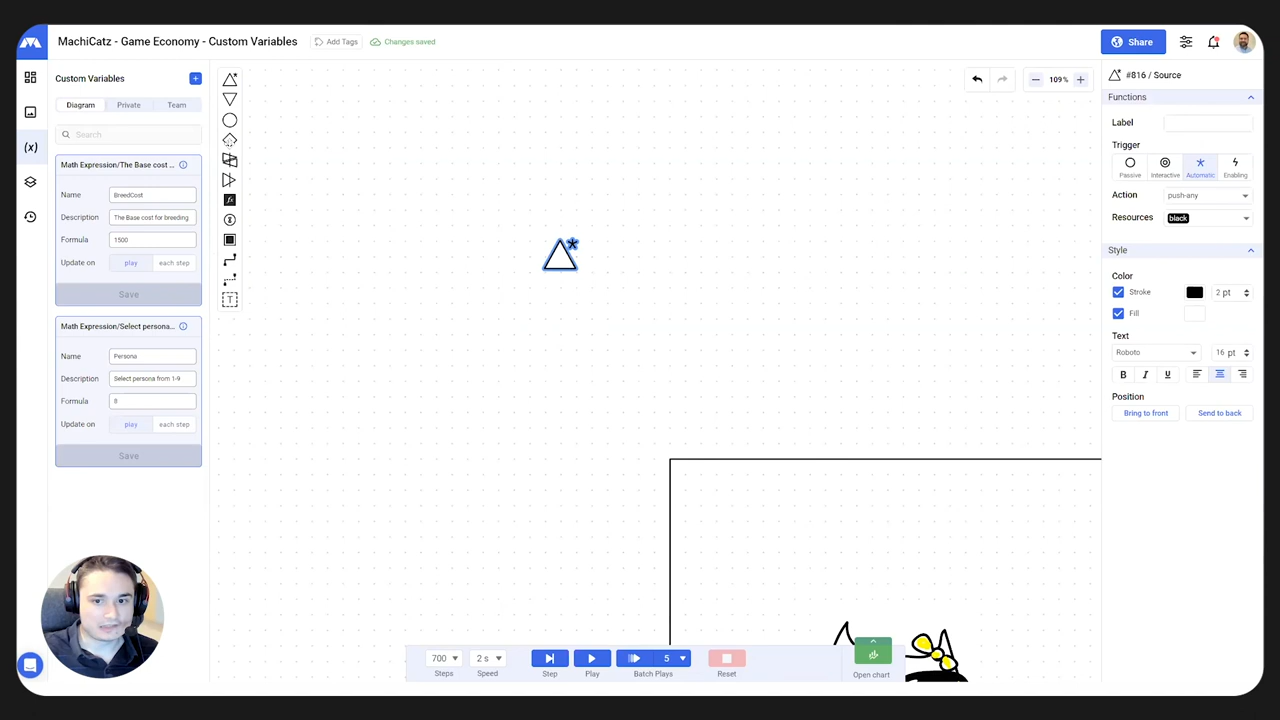 MachiCatz - Game Economy - Custom Variables
Add Tags
Changes saved
Share
Custom Variables
Diagram Private Team
Search
Math Expression/The Base cost ...
Name BreedCost
Description The Base cost for breeding
Formula 1500
Update on play each step
Save
Math Expression/Select persona...
Name Persona
Description Select persona from 1-9
Formula 8
Update on play each step
Save
(x)
fx
T
109%
#816 / Source
Functions
Label
Trigger
Passive Interactive Automatic Enabling
Action push-any
Resources black
Style
Color
Stroke 2 pt
Fill
Text
Roboto 16 pt
B I U
Position
Bring to front Send to back
700 2 s 5
Steps Speed Step Play Batch Plays Reset Open chart